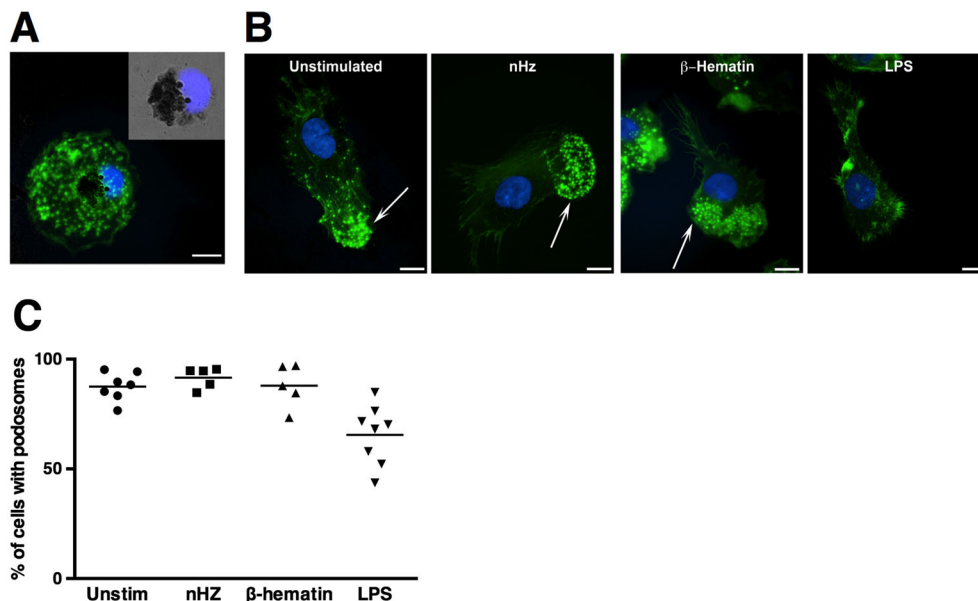 A
B
Unstimulated
nHz
β-Hematin
LPS
C
% of cells with podosomes
100
50
0
Unstim
nHZ
β-hematin
LPS